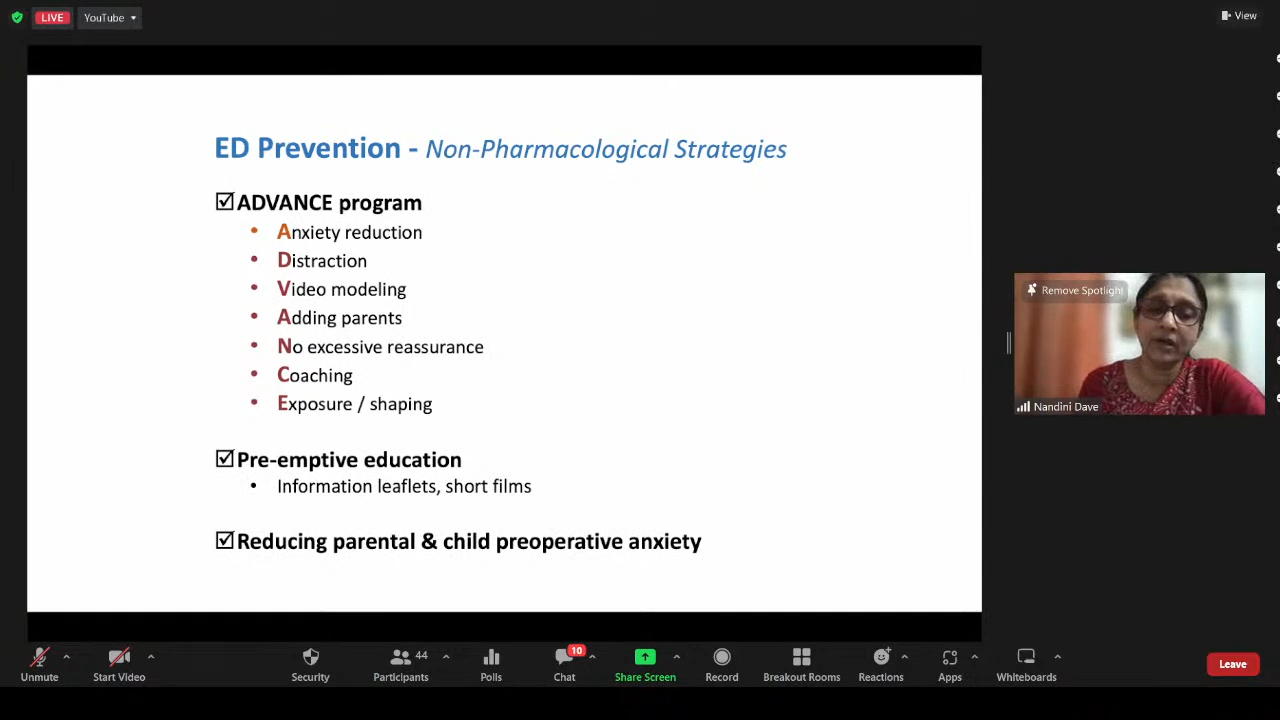 LIVE
YouTube
View
ED Prevention - Non-Pharmacological Strategies
☑ADVANCE program
• Anxiety reduction
• Distraction
• Video modeling
• Adding parents
• No excessive reassurance
• Coaching
• Exposure / shaping
☑Pre-emptive education
• Information leaflets, short films
☑Reducing parental & child preoperative anxiety
Remove Spotlight
Nandini Dave
44
10
Unmute
Start Video
Security
Participants
Polls
Chat
Share Screen
Record
Breakout Rooms
Reactions
Apps
Whiteboards
Leave